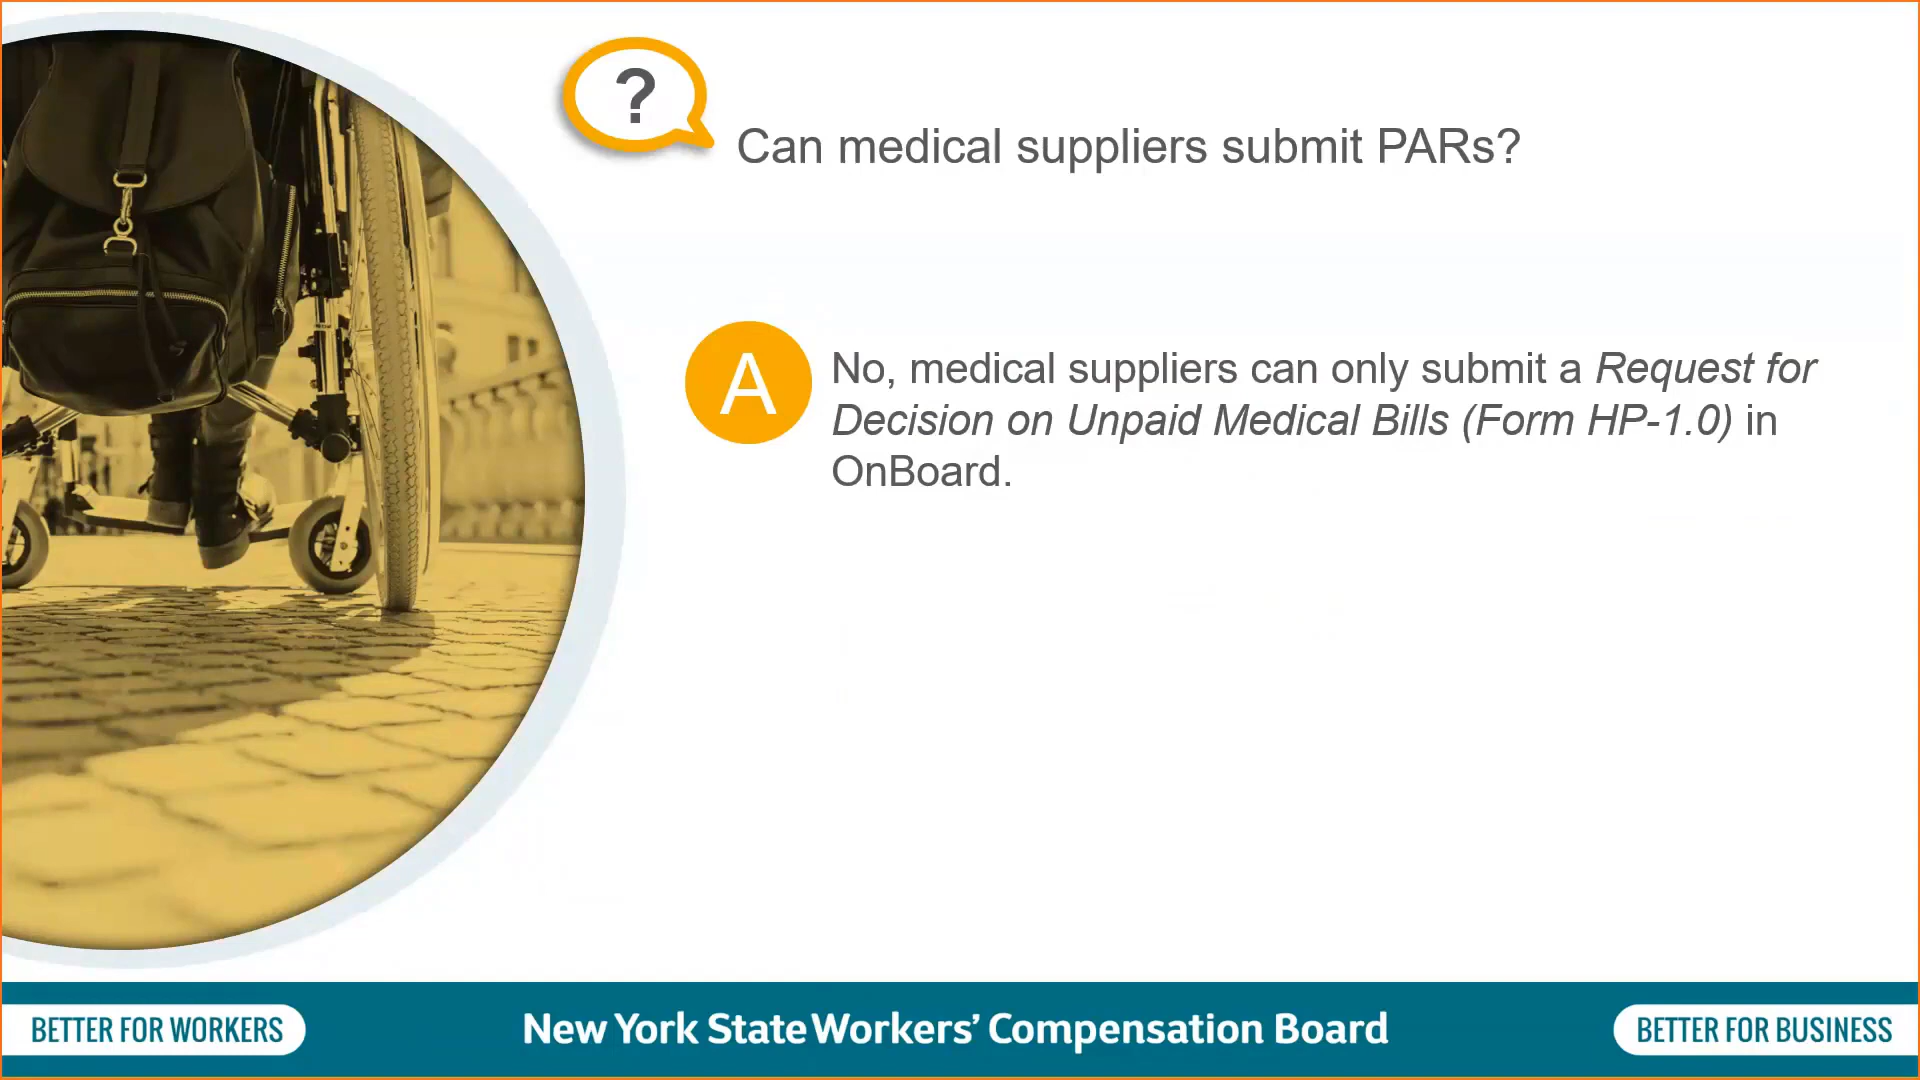 ?
Can medical suppliers submit PARs?
A
No, medical suppliers can only submit a Request for
Decision on Unpaid Medical Bills (Form HP-1.0) in
OnBoard.
BETTER FOR WORKERS
New York State Workers’ Compensation Board
BETTER FOR BUSINESS